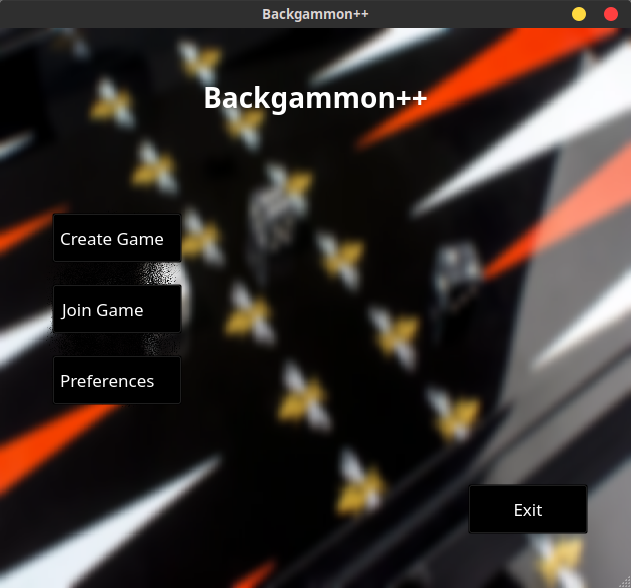 Backgammon++
Backgammon++
Create Game
Join Game
Preferences
Exit